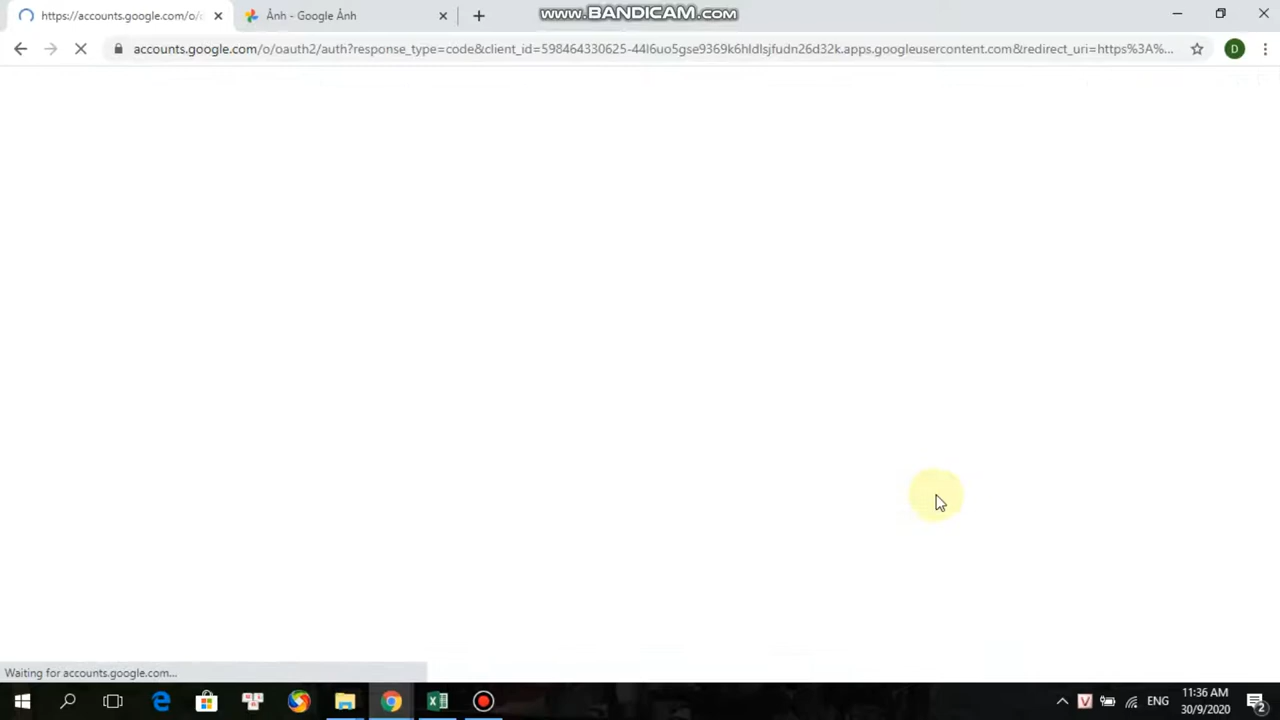 https://accounts.google.com/o/o
Ảnh - Google Ảnh
www.BANDICAM.com
accounts.google.com/o/oauth2/auth?response_type=code&client_id=598464330625-44l6uo5gse9369k6hldlsjfudn26d32k.apps.googleusercontent.com&redirect_uri=https%3A%...
D
Waiting for accounts.google.com...
V
ENG
11:36 AM
30/9/2020
2